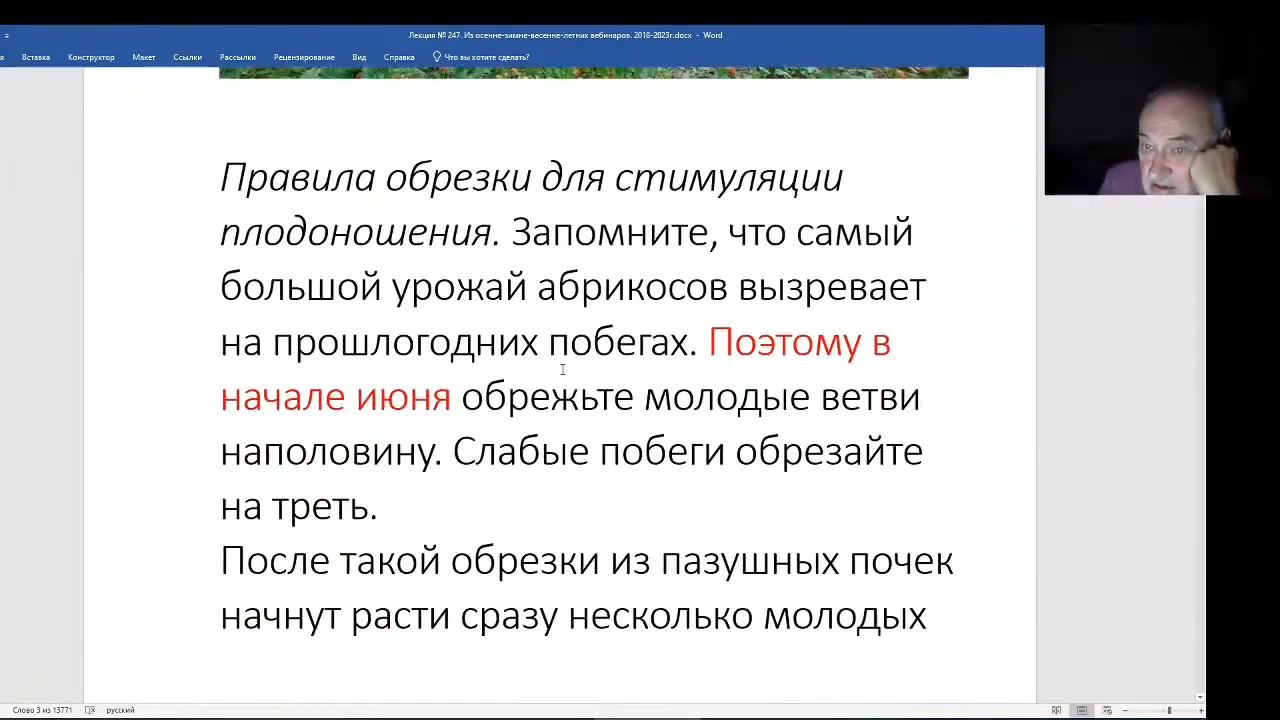 Лекция № 247. Из осенне-зимне-весенне-летних вебинаров. 2018-2023г.docx - Word
Вставка Конструктор Макет Ссылки Рассылки Рецензирование Вид Справка Что вы хотите сделать?
Правила обрезки для стимуляции
плодоношения. Запомните, что самый
большой урожай абрикосов вызревает
на прошлогодних побегах. Поэтому в
начале июня обрежьте молодые ветви
наполовину. Слабые побеги обрезайте
на треть.
После такой обрезки из пазушных почек
начнут расти сразу несколько молодых
Слово 3 из 13771 русский